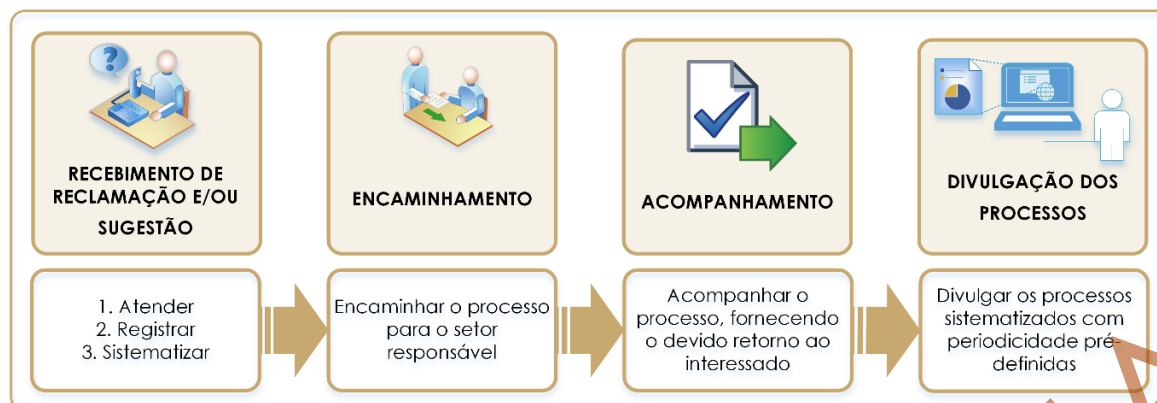 RECEBIMENTO DE
RECLAMAÇÃO E/OU
SUGESTÃO
ENCAMINHAMENTO
ACOMPANHAMENTO
DIVULGAÇÃO DOS
PROCESSOS
1. Atender
2. Registrar
3. Sistematizar
Encaminhar o processo
para o setor
responsável
Acompanhar o
processo, fornecendo
o devido retorno ao
interessado
Divulgar os processos
sistematizados com
periodicidade pré-
definidas